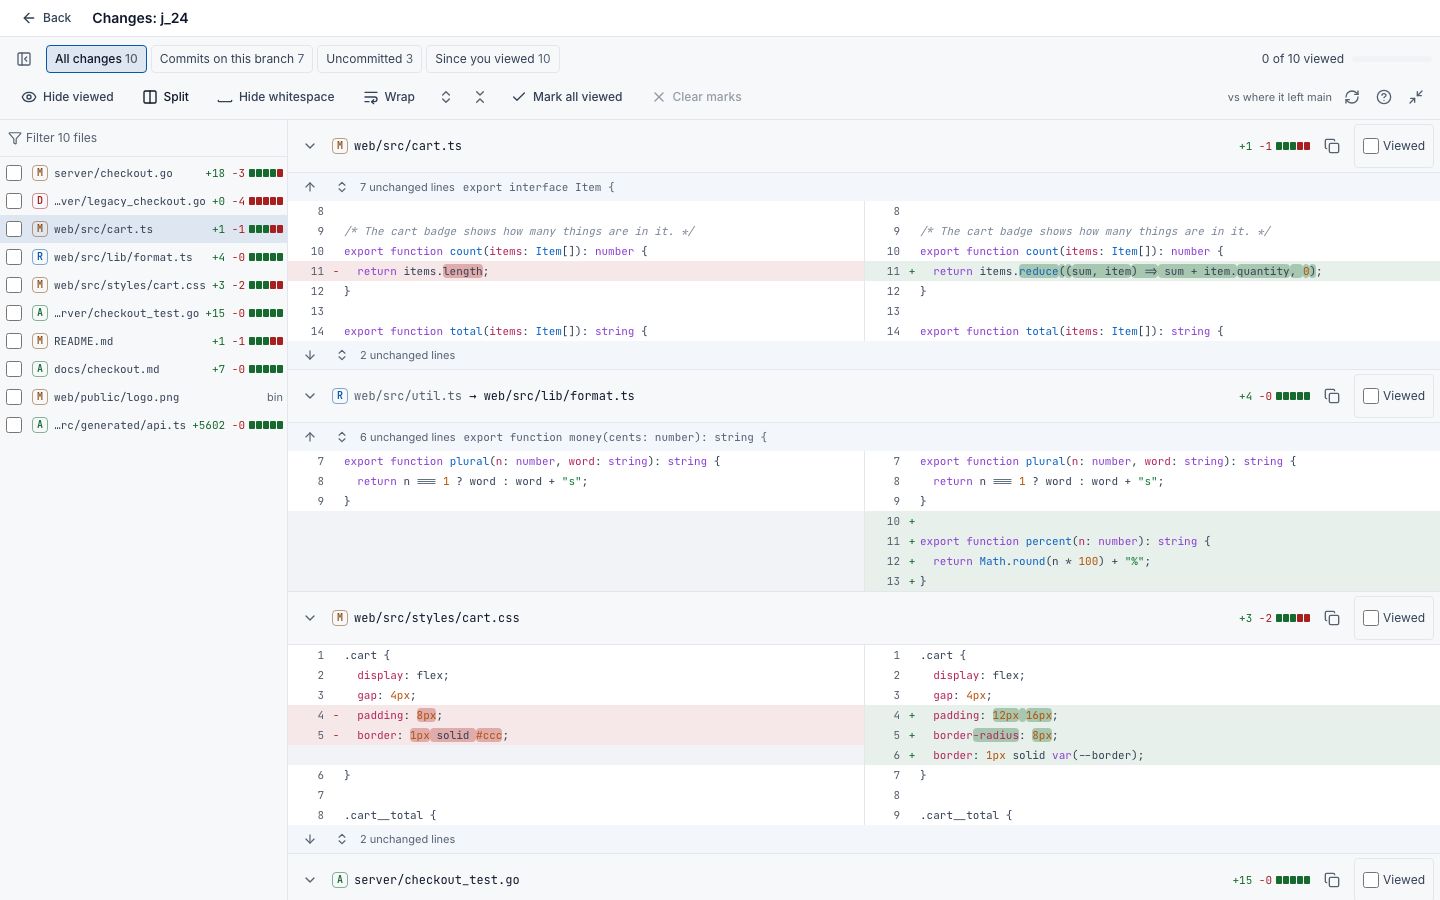 Back Changes: j_24
All changes 10 Commits on this branch 7 Uncommitted 3 Since you viewed 10 0 of 10 viewed
Hide viewed Split Hide whitespace Wrap Mark all viewed Clear marks vs where it left main
Filter 10 files
M server/checkout.go +18 -3
D …ver/legacy_checkout.go +0 -4
M web/src/cart.ts +1 -1
R web/src/lib/format.ts +4 -0
M web/src/styles/cart.css +3 -2
A …rver/checkout_test.go +15 -0
M README.md +1 -1
A docs/checkout.md +7 -0
M web/public/logo.png bin
A …rc/generated/api.ts +5602 -0
M web/src/cart.ts +1 -1 Viewed
7 unchanged lines export interface Item {
8
9 /* The cart badge shows how many things are in it. */
10 export function count(items: Item[]): number {
11 - return items.length;
12 }
13
14 export function total(items: Item[]): string {
8
9 /* The cart badge shows how many things are in it. */
10 export function count(items: Item[]): number {
11 + return items.reduce((sum, item) => sum + item.quantity, 0);
12 }
13
14 export function total(items: Item[]): string {
2 unchanged lines
R web/src/util.ts → web/src/lib/format.ts +4 -0 Viewed
6 unchanged lines export function money(cents: number): string {
7 export function plural(n: number, word: string): string {
8 return n === 1 ? word : word + "s";
9 }
7 export function plural(n: number, word: string): string {
8 return n === 1 ? word : word + "s";
9 }
10 +
11 + export function percent(n: number): string {
12 + return Math.round(n * 100) + "%";
13 + }
M web/src/styles/cart.css +3 -2 Viewed
1 .cart {
2 display: flex;
3 gap: 4px;
4 - padding: 8px;
5 - border: 1px solid #ccc;
6 }
7
8 .cart__total {
1 .cart {
2 display: flex;
3 gap: 4px;
4 + padding: 12px 16px;
5 + border-radius: 8px;
6 + border: 1px solid var(--border);
7 }
8
9 .cart__total {
2 unchanged lines
A server/checkout_test.go +15 -0 Viewed